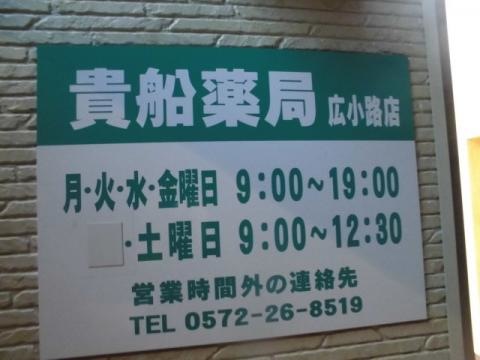 貴船薬局 広小路店
月・火・水・金曜日 9:00～19:00
・土曜日 9:00～12:30
営業時間外の連絡先
TEL 0572-26-8519